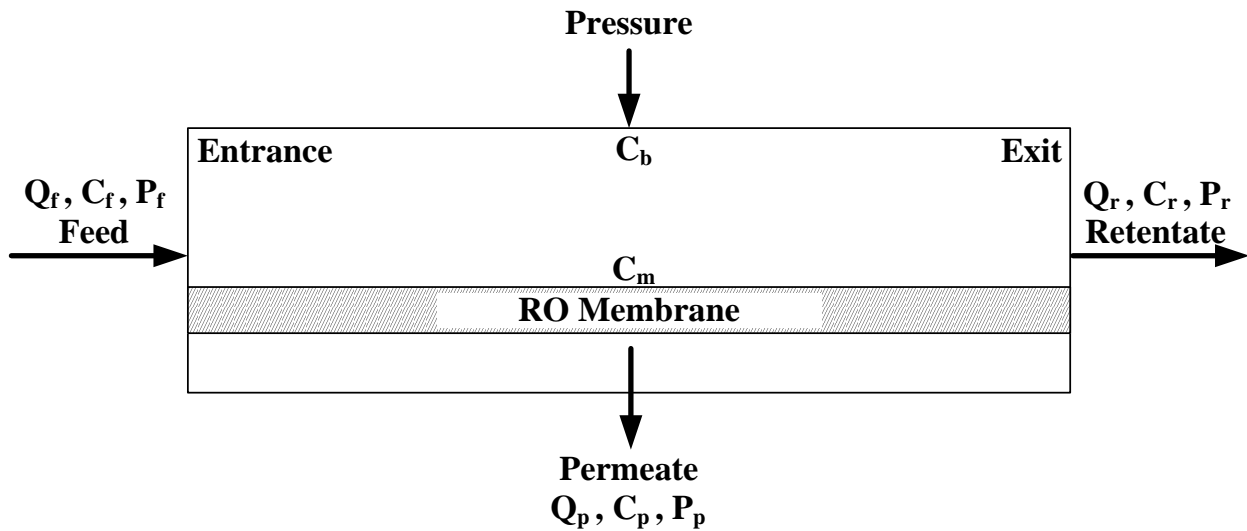 Pressure
Entrance
C_b
Exit
Q_f , C_f , P_f
Feed
Q_r , C_r , P_r
Retentate
C_m
RO Membrane
Permeate
Q_p , C_p , P_p